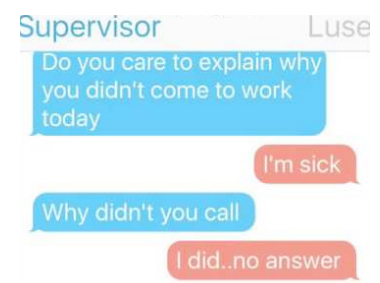 Supervisor Luse
Do you care to explain why
you didn't come to work
today
I'm sick
Why didn't you call
I did..no answer